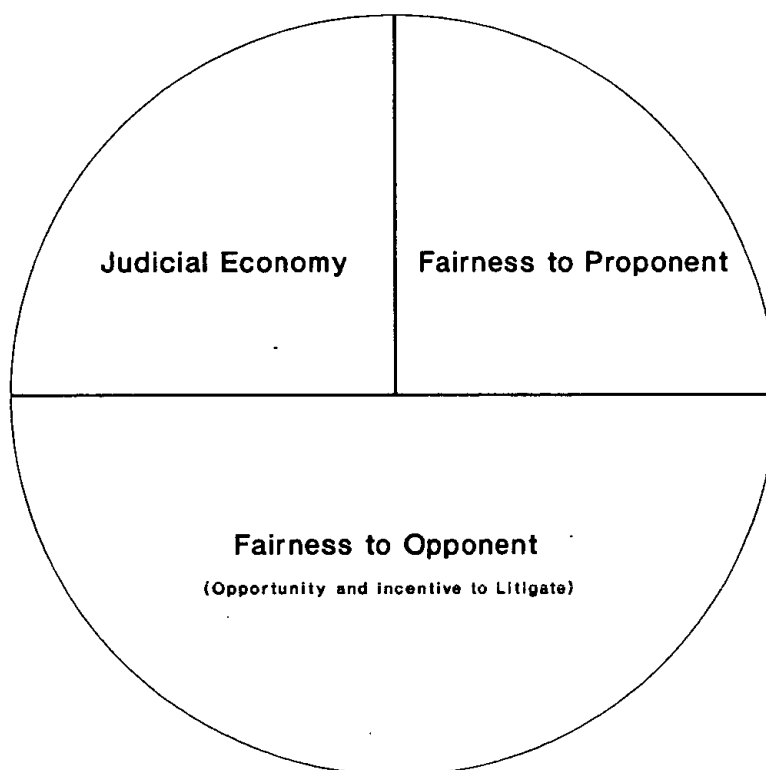 Judicial Economy
Fairness to Proponent
Fairness to Opponent
(Opportunity and incentive to Litigate)